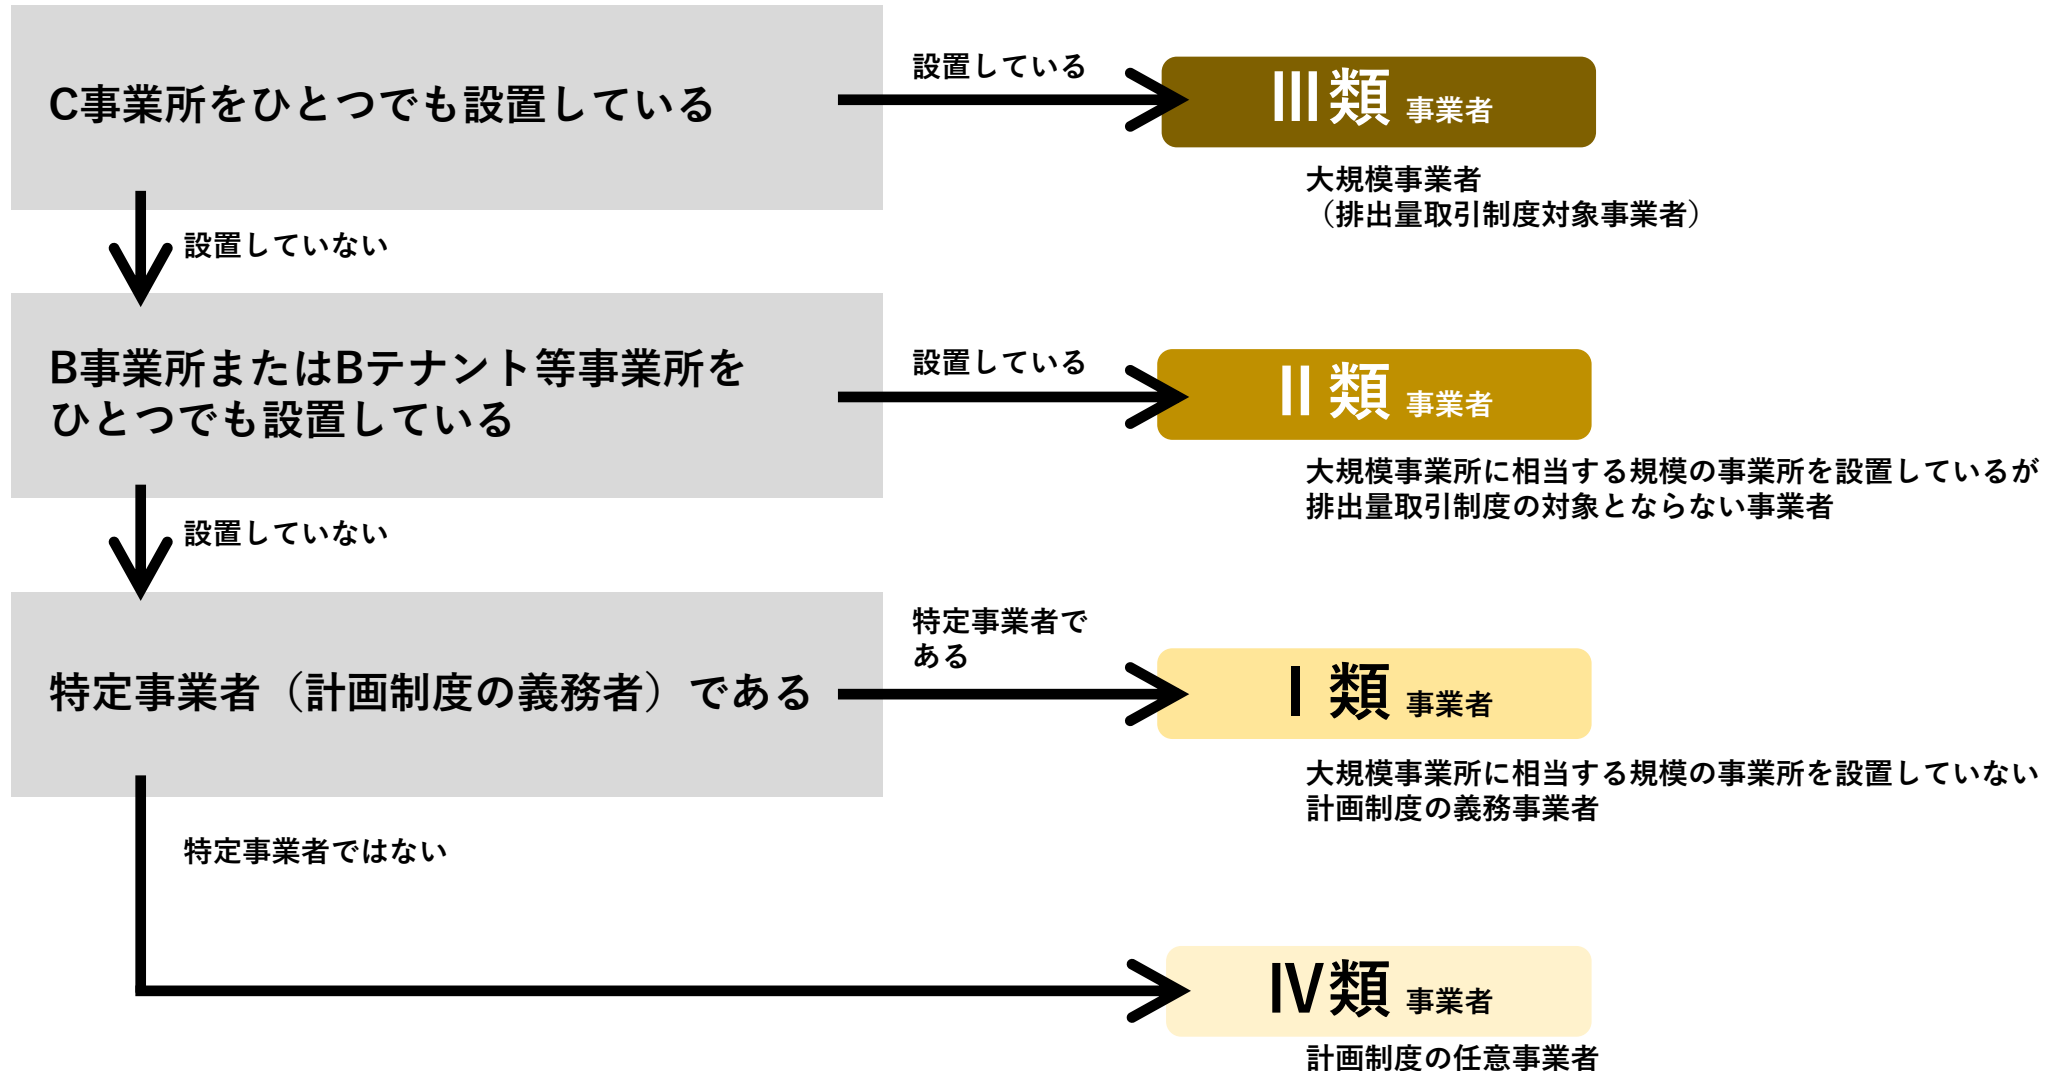 C事業所をひとつでも設置している
設置している
Ⅲ類 事業者
大規模事業者
（排出量取引制度対象事業者）
設置していない
B事業所またはBテナント等事業所を
ひとつでも設置している
設置している
Ⅱ類 事業者
大規模事業所に相当する規模の事業所を設置しているが
排出量取引制度の対象とならない事業者
設置していない
特定事業者（計画制度の義務者）である
特定事業者で
ある
Ⅰ類 事業者
大規模事業所に相当する規模の事業所を設置していない
計画制度の義務事業者
特定事業者ではない
Ⅳ類 事業者
計画制度の任意事業者